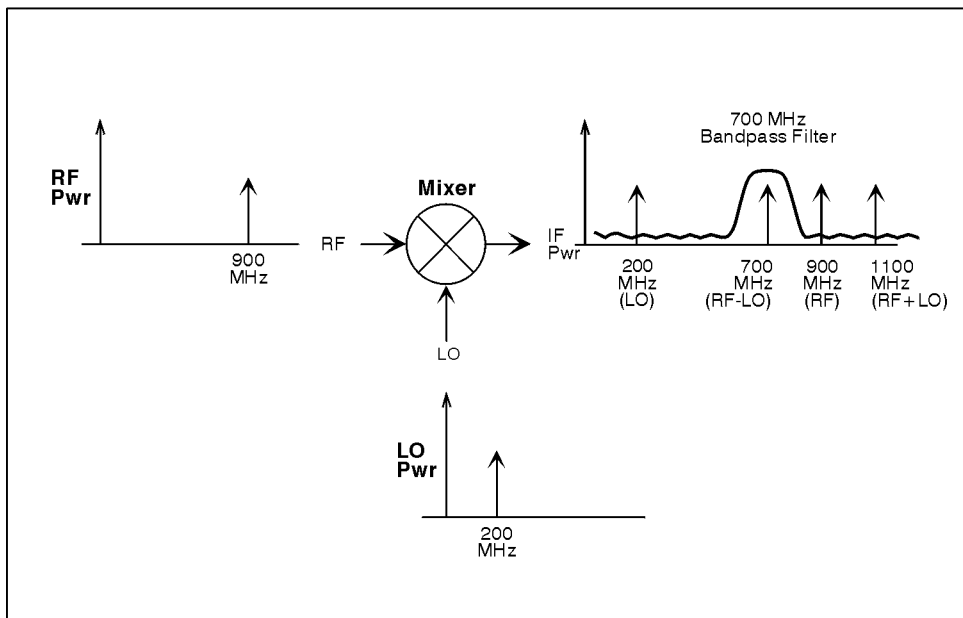 RF
Pwr
900
MHz
RF
Mixer
LO
LO
Pwr
200
MHz
700 MHz
Bandpass Filter
IF
Pwr
200
MHz
(LO)
700
MHz
(RF-LO)
900
MHz
(RF)
1100
MHz
(RF+LO)